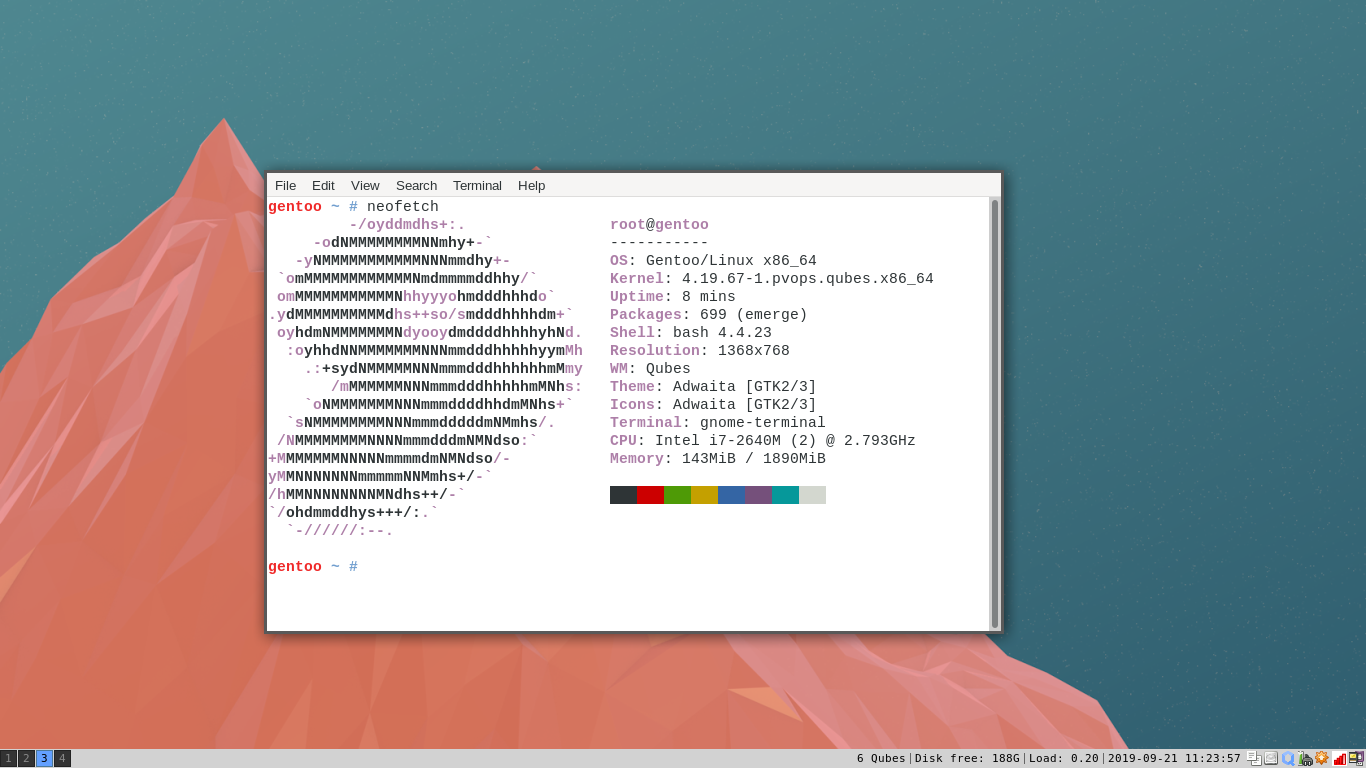 File Edit View Search Terminal Help
gentoo ~ # neofetch
         -/oyddmdhs+:.                root@gentoo
     -odNMMMMMMMMNNmhy+-`             -----------
   -yNMMMMMMMMMMMNNNmmdhy+-           OS: Gentoo/Linux x86_64
 `omMMMMMMMMMMMMNmdmmmmddhhy/`        Kernel: 4.19.67-1.pvops.qubes.x86_64
 omMMMMMMMMMMMNhhyyyohmdddhhhdo`      Uptime: 8 mins
.ydMMMMMMMMMMdhs++so/smdddhhhhdm+`    Packages: 699 (emerge)
 oyhdmNMMMMMMMNdyooydmddddhhhhyhNd.   Shell: bash 4.4.23
  :oyhhdNNMMMMMMMNNNmmdddhhhhhyymMh   Resolution: 1368x768
    .:+sydNMMMMMNNNmmmdddhhhhhhmMmy   WM: Qubes
       /mMMMMMMNNNmmmdddhhhhhmMNhs:   Theme: Adwaita [GTK2/3]
    `oNMMMMMMMNNNmmmddddhhdmMNhs+`    Icons: Adwaita [GTK2/3]
  `sNMMMMMMMMNNNmmmdddddmNMmhs/.      Terminal: gnome-terminal
 /NMMMMMMMMNNNNmmmdddmNMNdso:`        CPU: Intel i7-2640M (2) @ 2.793GHz
+MMMMMMMNNNNNmmmmdmNMNdso/-           Memory: 143MiB / 1890MiB
yMMNNNNNNNmmmmmNNMmhs+/-`
/hMMNNNNNNNNMNdhs++/-`
`/ohdmmddhys+++/:.`
  `-//////:--.
gentoo ~ #
1 2 3 4 6 Qubes|Disk free: 188G|Load: 0.20|2019-09-21 11:23:57